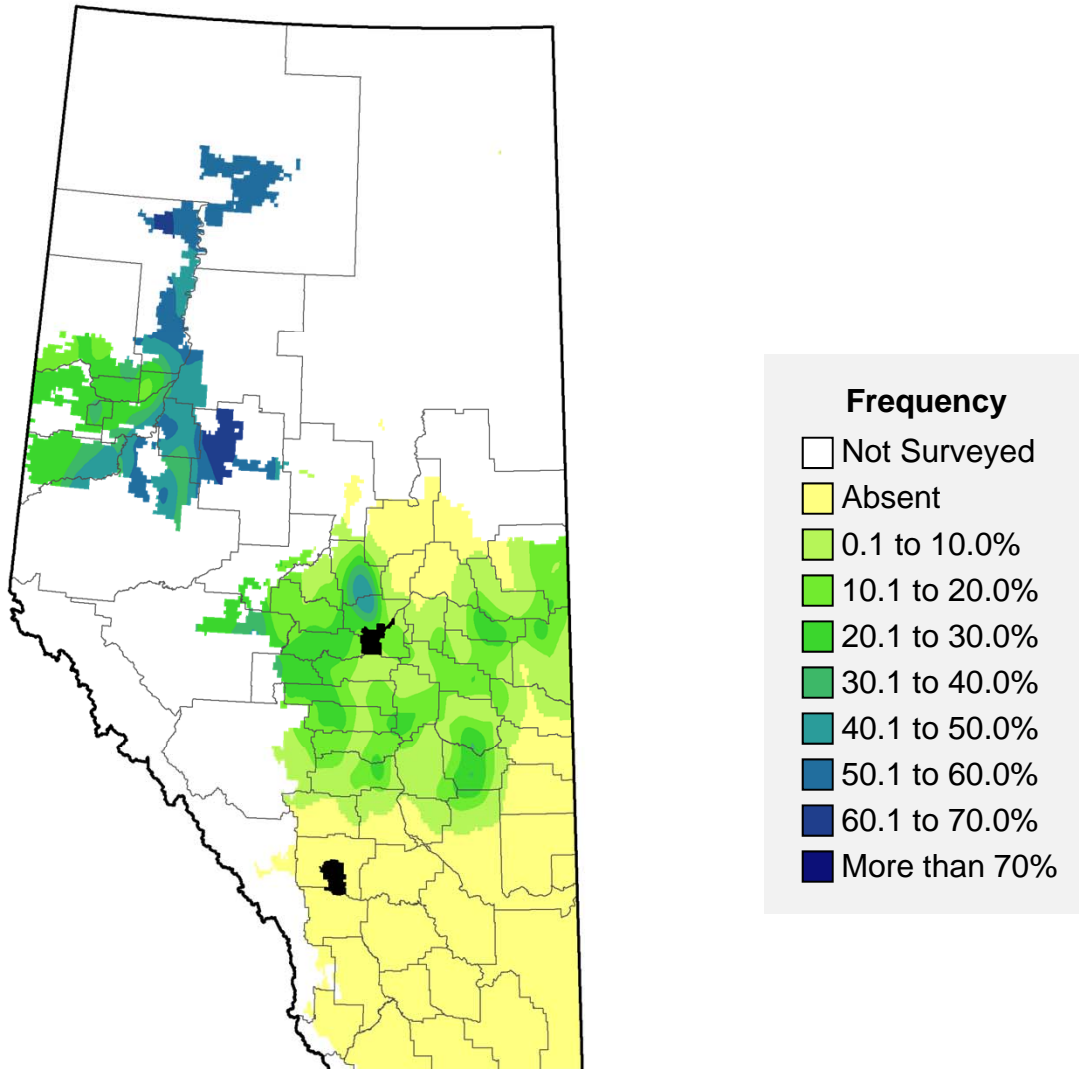 Frequency
Not Surveyed
Absent
0.1 to 10.0%
10.1 to 20.0%
20.1 to 30.0%
30.1 to 40.0%
40.1 to 50.0%
50.1 to 60.0%
60.1 to 70.0%
More than 70%